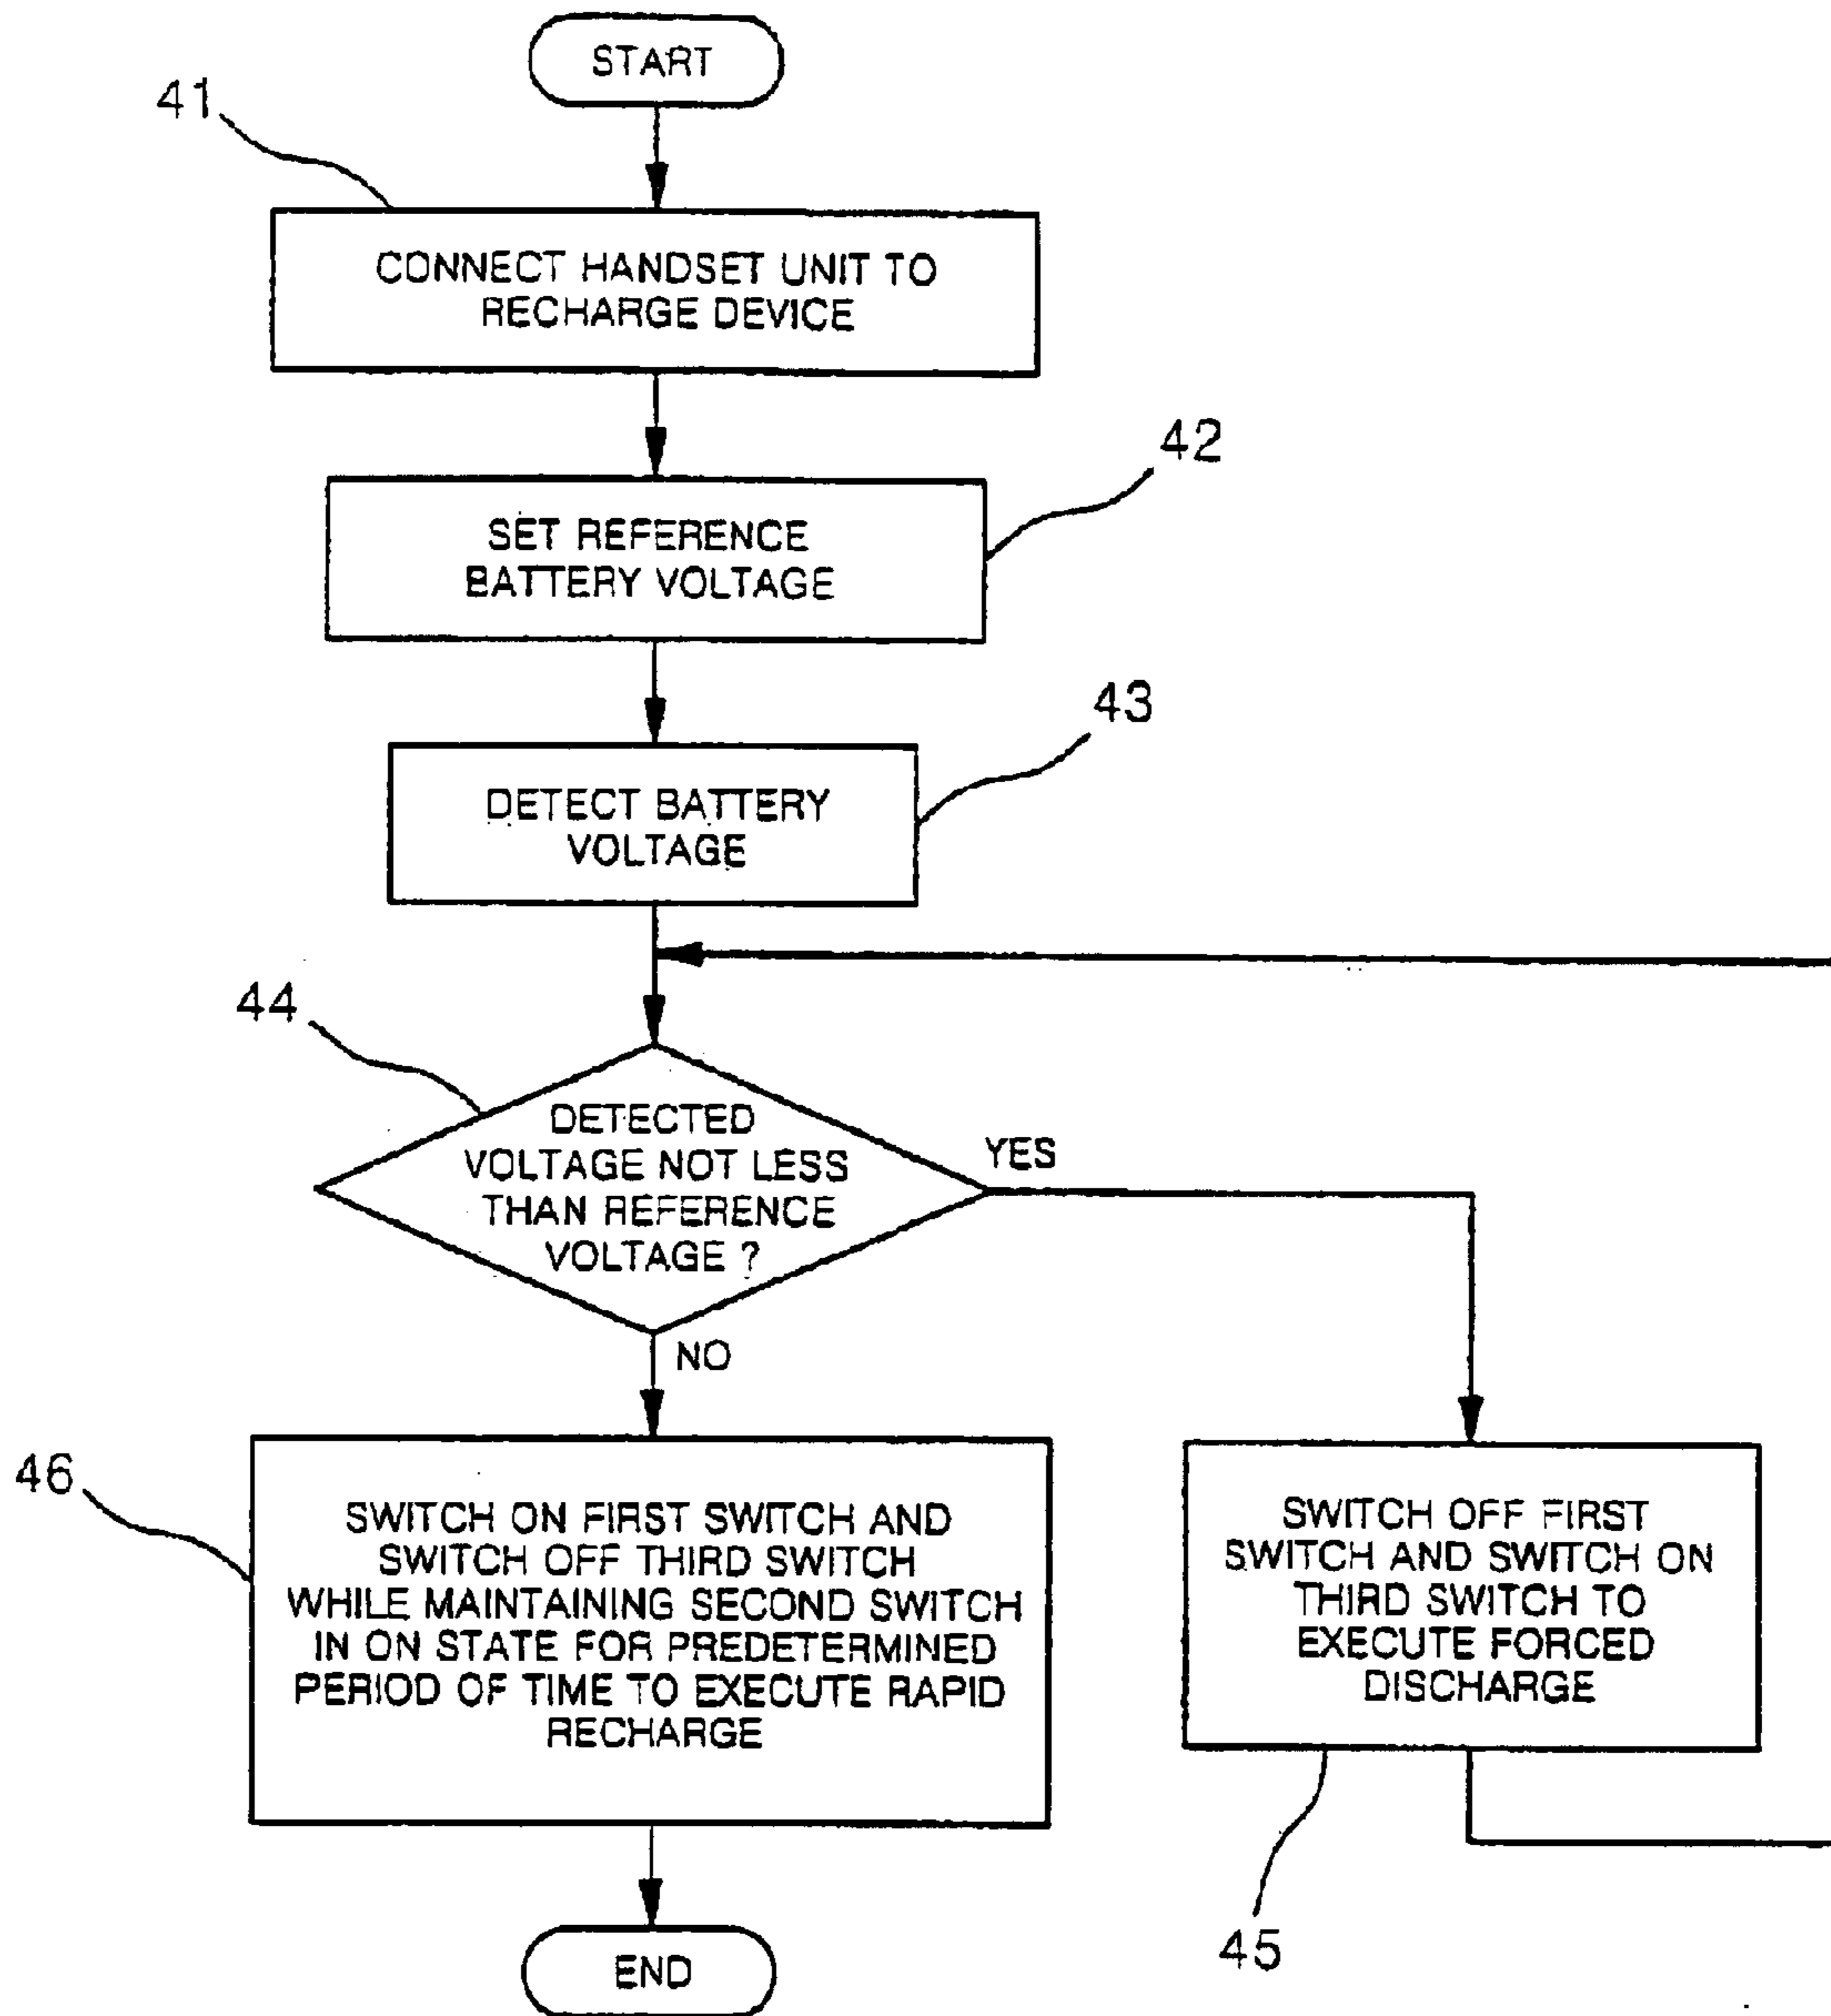 START
41
CONNECT HANDSET UNIT TO
RECHARGE DEVICE
42
SET REFERENCE
BATTERY VOLTAGE
43
DETECT BATTERY
VOLTAGE
44
DETECTED
VOLTAGE NOT LESS
THAN REFERENCE
VOLTAGE ?
YES
NO
46
SWITCH ON FIRST SWITCH AND
SWITCH OFF THIRD SWITCH
WHILE MAINTAINING SECOND SWITCH
IN ON STATE FOR PREDETERMINED
PERIOD OF TIME TO EXECUTE RAPID
RECHARGE
SWITCH OFF FIRST
SWITCH AND SWITCH ON
THIRD SWITCH TO
EXECUTE FORCED
DISCHARGE
45
END